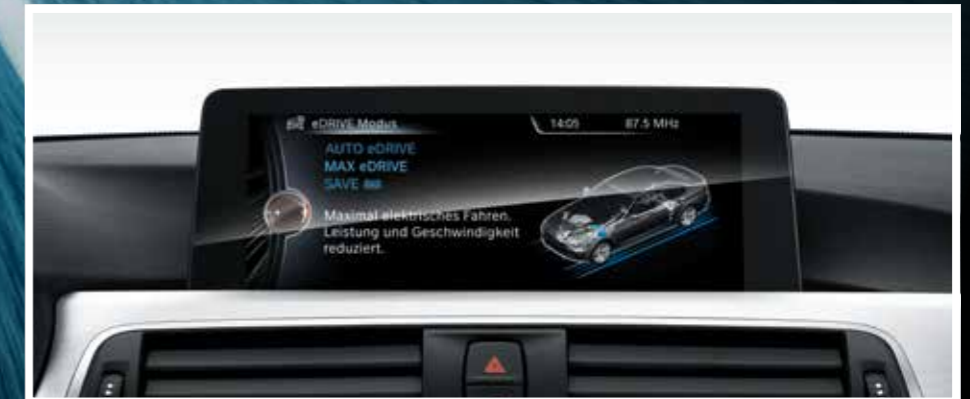 eDRIVE Modus
14:05
87.5 MHz
AUTO eDRIVE
MAX eDRIVE
SAVE
Maximal elektrisches Fahren.
Leistung und Geschwindigkeit
reduziert.